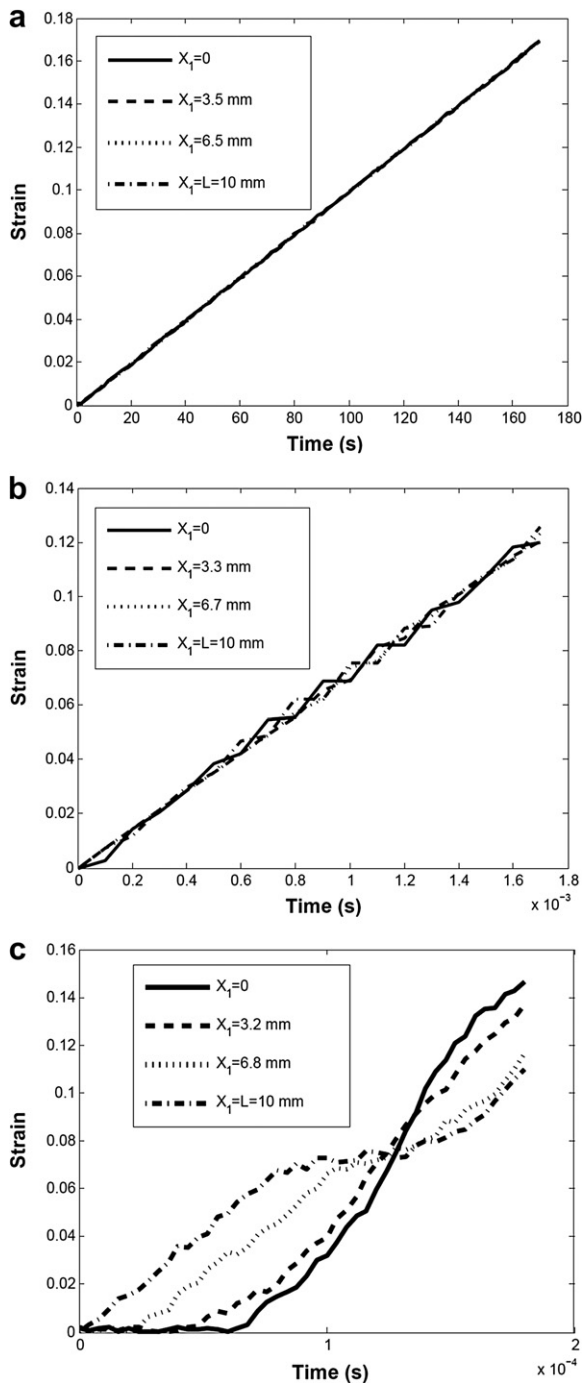 a
0.18
0.16
0.14
0.12
0.1
0.08
0.06
0.04
0.02
0
Strain
X1=0
X1=3.5 mm
X1=6.5 mm
X1=L=10 mm
0 20 40 60 80 100 120 140 160 180
Time (s)
b
0.14
0.12
0.1
0.08
0.06
0.04
0.02
0
Strain
X1=0
X1=3.3 mm
X1=6.7 mm
X1=L=10 mm
0 0.2 0.4 0.6 0.8 1 1.2 1.4 1.6 1.8
Time (s)
x 10⁻³
c
0.16
0.14
0.12
0.1
0.08
0.06
0.04
0.02
0
Strain
X1=0
X1=3.2 mm
X1=6.8 mm
X1=L=10 mm
0 1 2
Time (s)
x 10⁻⁴